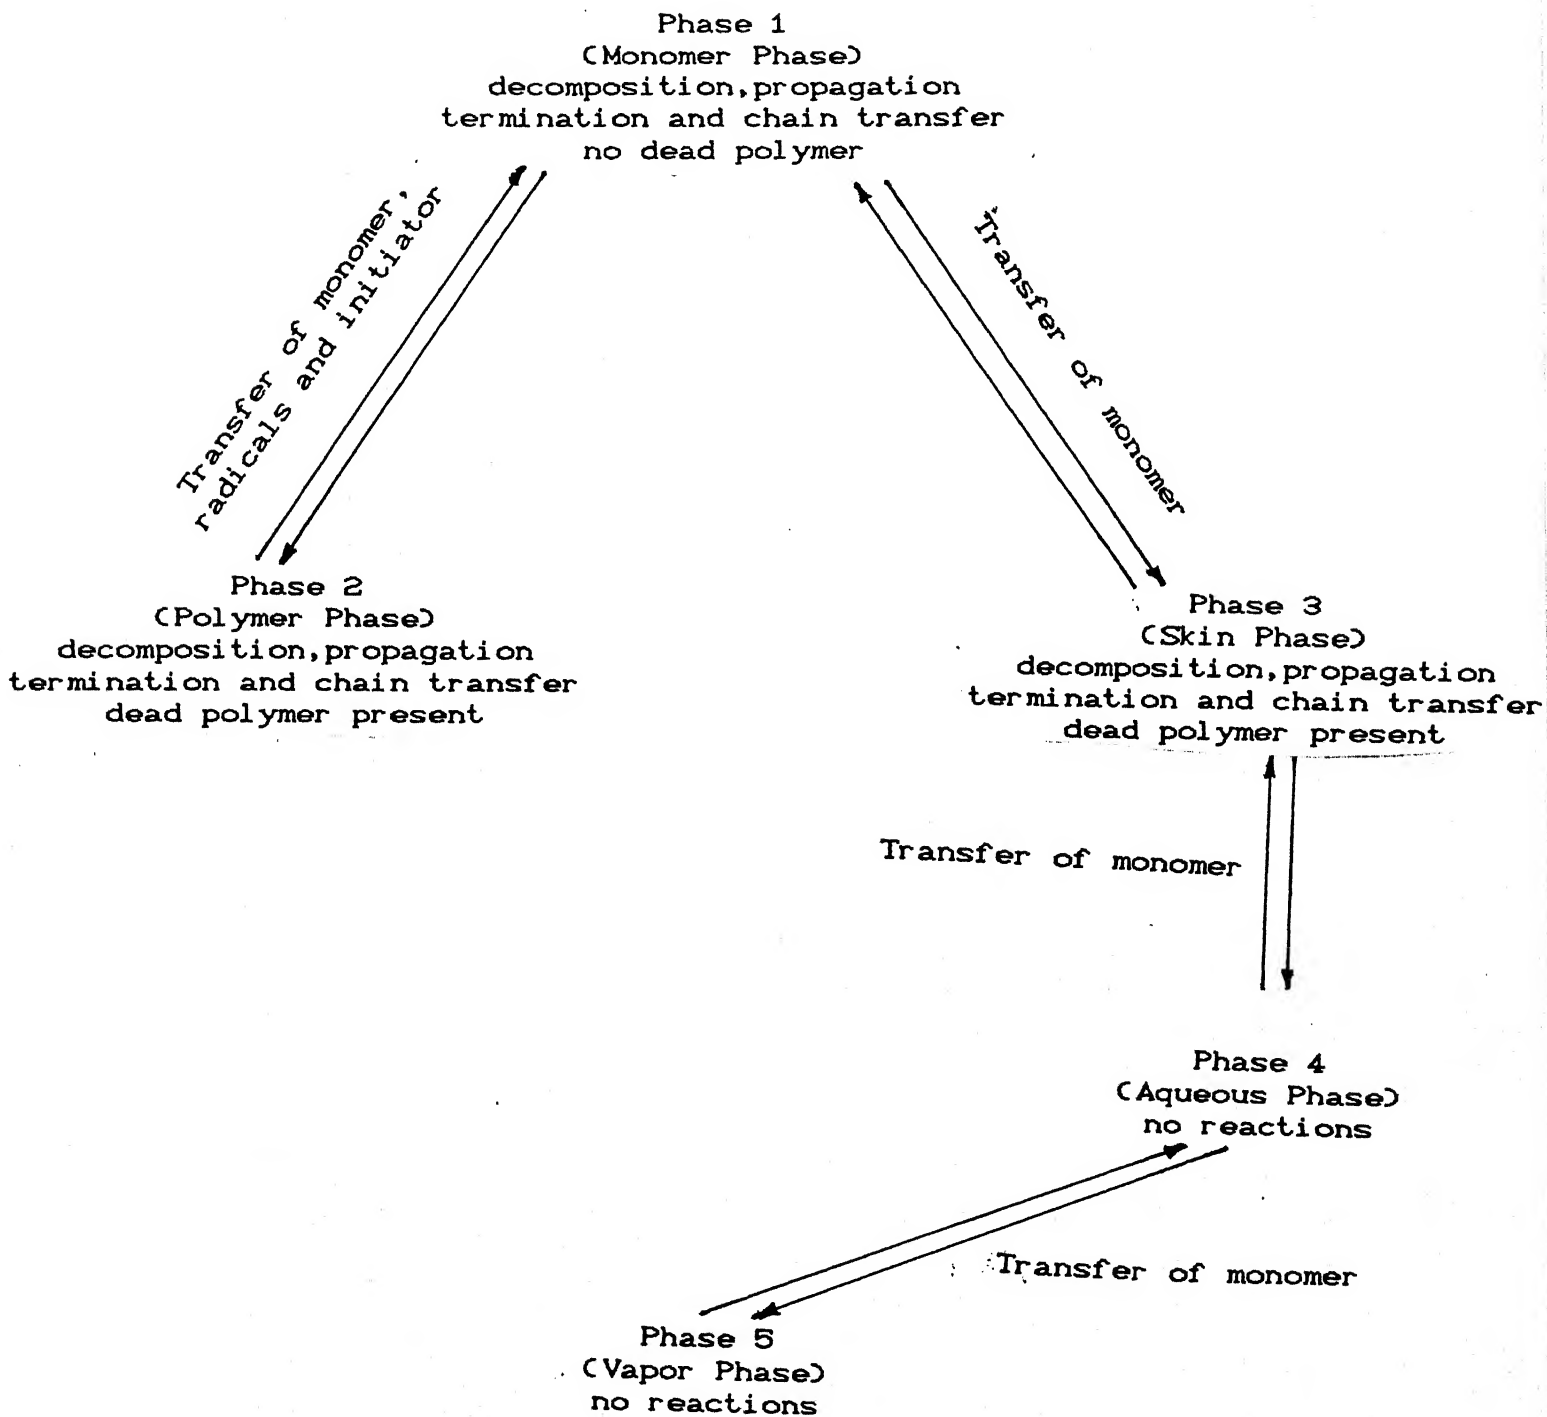 Phase 1
(Monomer Phase)
decomposition,propagation
termination and chain transfer
no dead polymer
Transfer of monomer,
radicals and initiator
Transfer of monomer
Phase 2
(Polymer Phase)
decomposition,propagation
termination and chain transfer
dead polymer present
Phase 3
(Skin Phase)
decomposition,propagation
termination and chain transfer
dead polymer present
Transfer of monomer
Phase 4
(Aqueous Phase)
no reactions
Transfer of monomer
Phase 5
(Vapor Phase)
no reactions